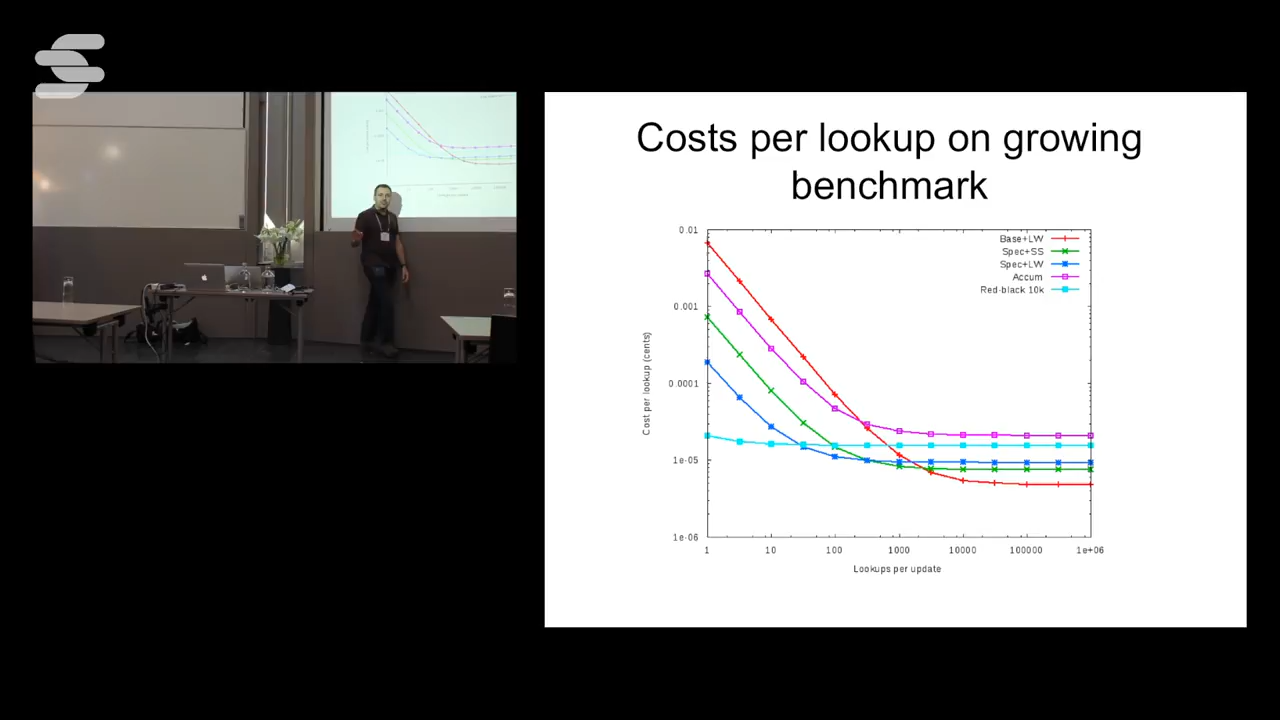 Costs per lookup on growing
benchmark
0.01
0.001
0.0001
1e-05
1e-06
Cost per lookup (cents)
Base+LW
Spec+SS
Spec+LW
Accum
Red-black 10k
1 10 100 1000 10000 100000 1e+06
Lookups per update